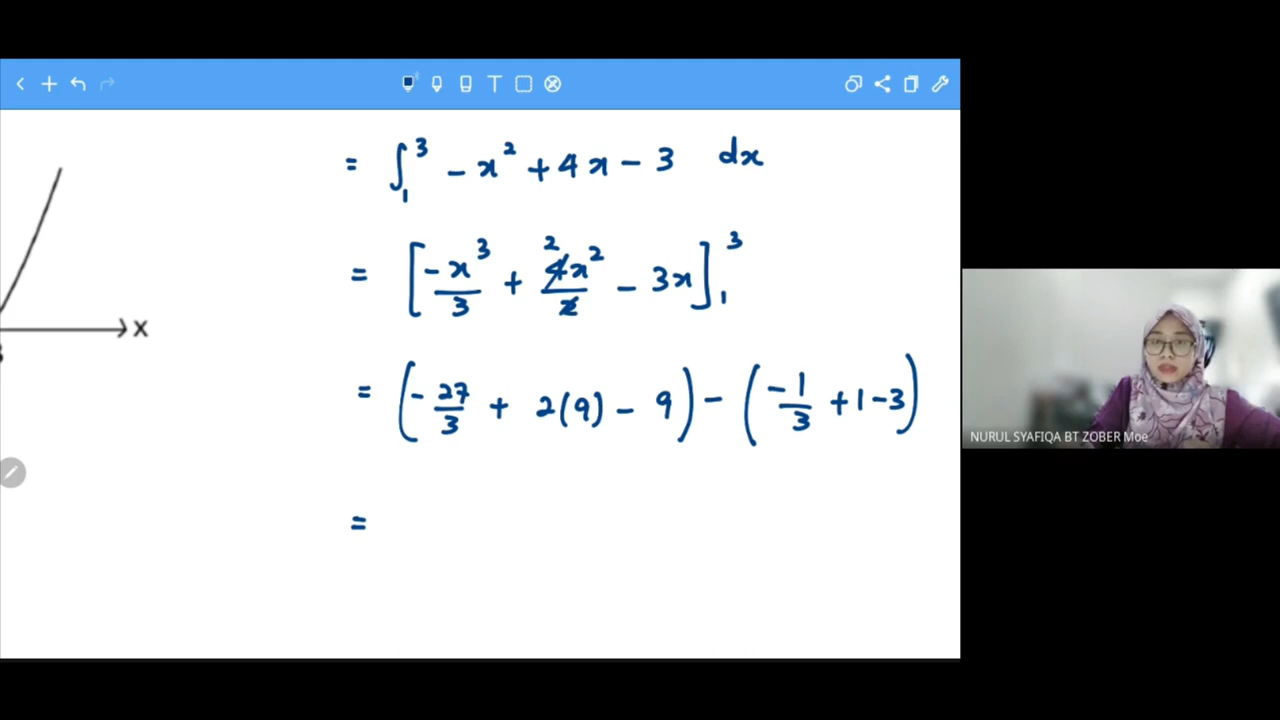 = ∫₁³ - x² + 4x - 3 dx
= [-x³/3 + 4x²/2 2 - 3x]₁³
= (-27/3 + 2(9) - 9) - (-1/3 + 1 - 3)
=
X
T
NURUL SYAFIQA BT ZOBER Moe